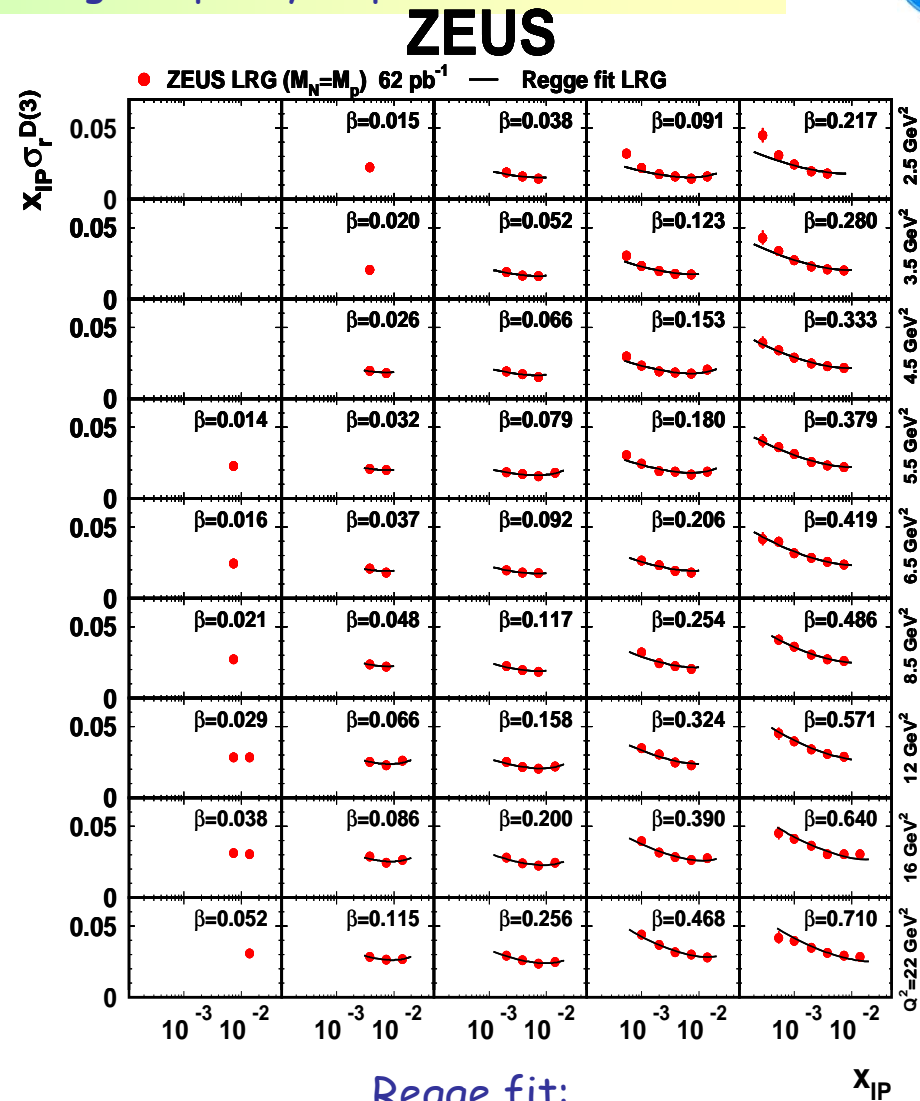 ZEUS
ZEUS LRG (M_N=M_p) 62 pb^-1 — Regge fit LRG
x_IP σ_r^D(3)
0.05 β=0.015 β=0.038 β=0.091 β=0.217 2.5 GeV²
0
0.05 β=0.020 β=0.052 β=0.123 β=0.280 3.5 GeV²
0
0.05 β=0.026 β=0.066 β=0.153 β=0.333 4.5 GeV²
0
0.05 β=0.014 β=0.032 β=0.079 β=0.180 β=0.379 5.5 GeV²
0
0.05 β=0.016 β=0.037 β=0.092 β=0.206 β=0.419 6.5 GeV²
0
0.05 β=0.021 β=0.048 β=0.117 β=0.254 β=0.486 8.5 GeV²
0
0.05 β=0.029 β=0.066 β=0.158 β=0.324 β=0.571 12 GeV²
0
0.05 β=0.038 β=0.086 β=0.200 β=0.390 β=0.640 16 GeV²
0
0.05 β=0.052 β=0.115 β=0.256 β=0.468 β=0.710 Q²=22 GeV²
0
10^-3 10^-2 10^-3 10^-2 10^-3 10^-2 10^-3 10^-2 10^-3 10^-2
x_IP
Regge fit: